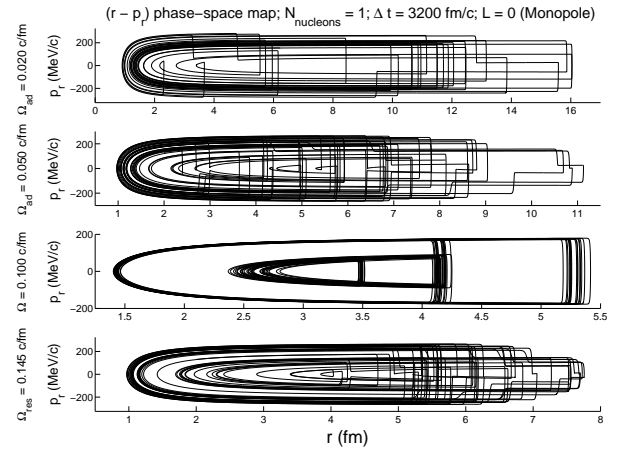 (r − p_r) phase−space map; N_nucleons = 1; Δ t = 3200 fm/c; L = 0 (Monopole)
Ω_ad = 0.020 c/fm
p_r (MeV/c)
200
0
−200
2 4 6 8 10 12 14 16
Ω_ad = 0.050 c/fm
p_r (MeV/c)
200
0
−200
1 2 3 4 5 6 7 8 9 10 11
Ω = 0.100 c/fm
p_r (MeV/c)
200
0
−200
1.5 2 2.5 3 3.5 4 4.5 5 5.5
Ω_res = 0.145 c/fm
p_r (MeV/c)
200
0
−200
1 2 3 4 5 6 7 8
r (fm)